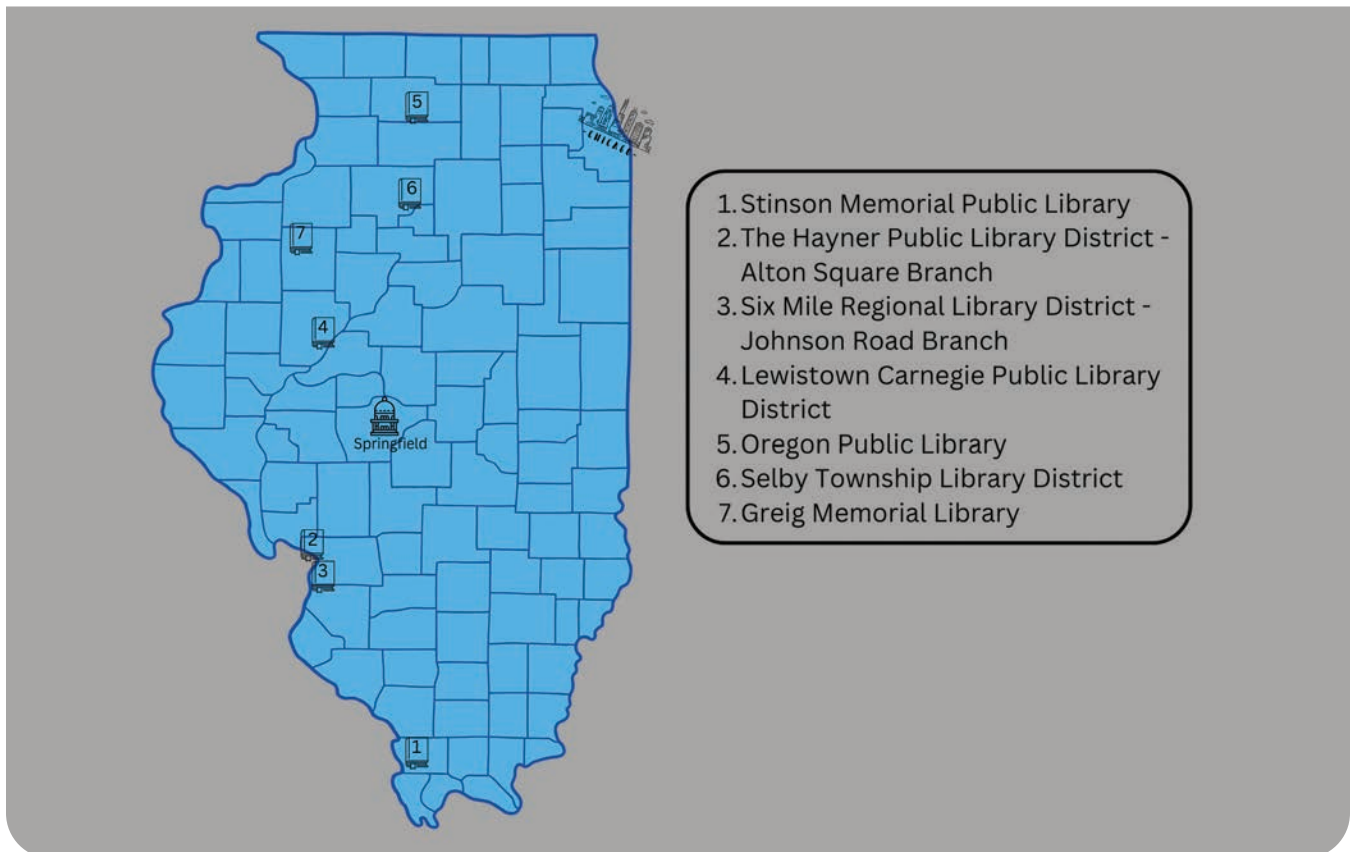 5
CHICAGO
6
7
4
Springfield
2
3
1
1. Stinson Memorial Public Library
2. The Hayner Public Library District -
Alton Square Branch
3. Six Mile Regional Library District -
Johnson Road Branch
4. Lewistown Carnegie Public Library
District
5. Oregon Public Library
6. Selby Township Library District
7. Greig Memorial Library